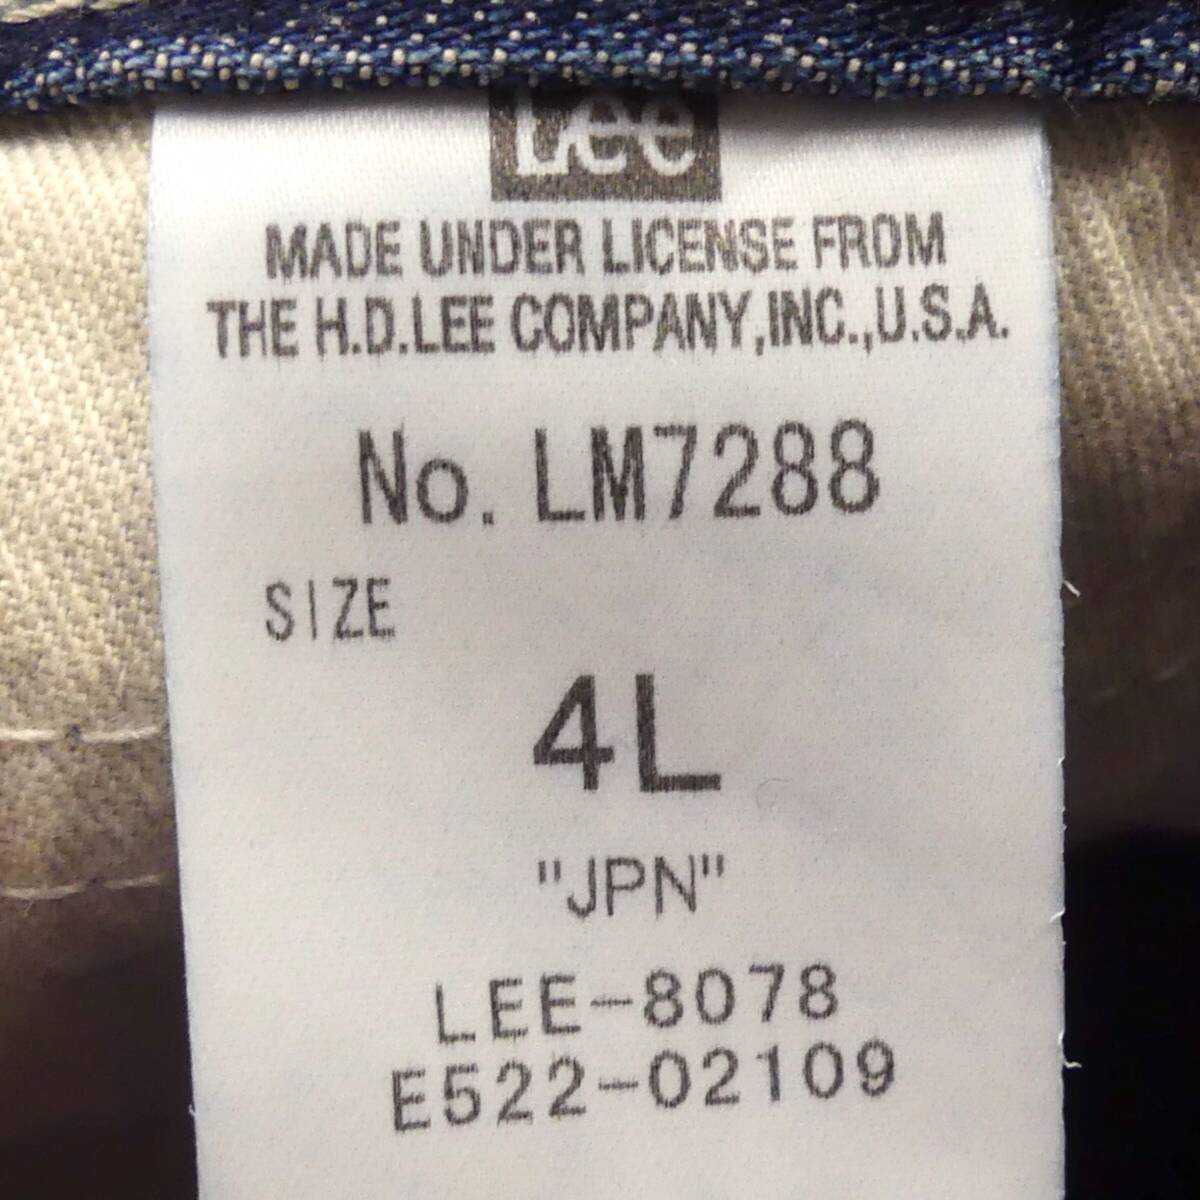 Lee
MADE UNDER LICENSE FROM
THE H.D.LEE COMPANY,INC.,U.S.A.
No. LM7288
SIZE
4L
"JPN"
LEE-8078
E522-02109